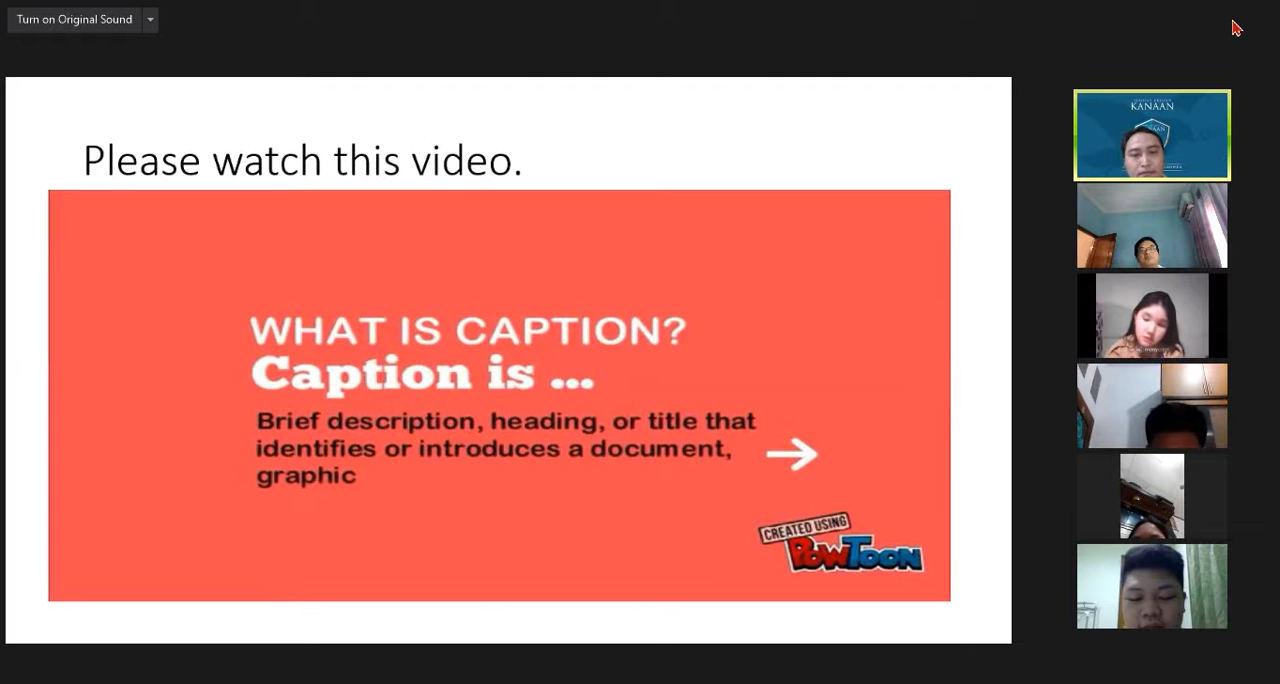 Turn on Original Sound
Please watch this video.
WHAT IS CAPTION?
Caption is ...
Brief description, heading, or title that
identifies or introduces a document,
graphic
CREATED USING
POWTOON
KANAAN